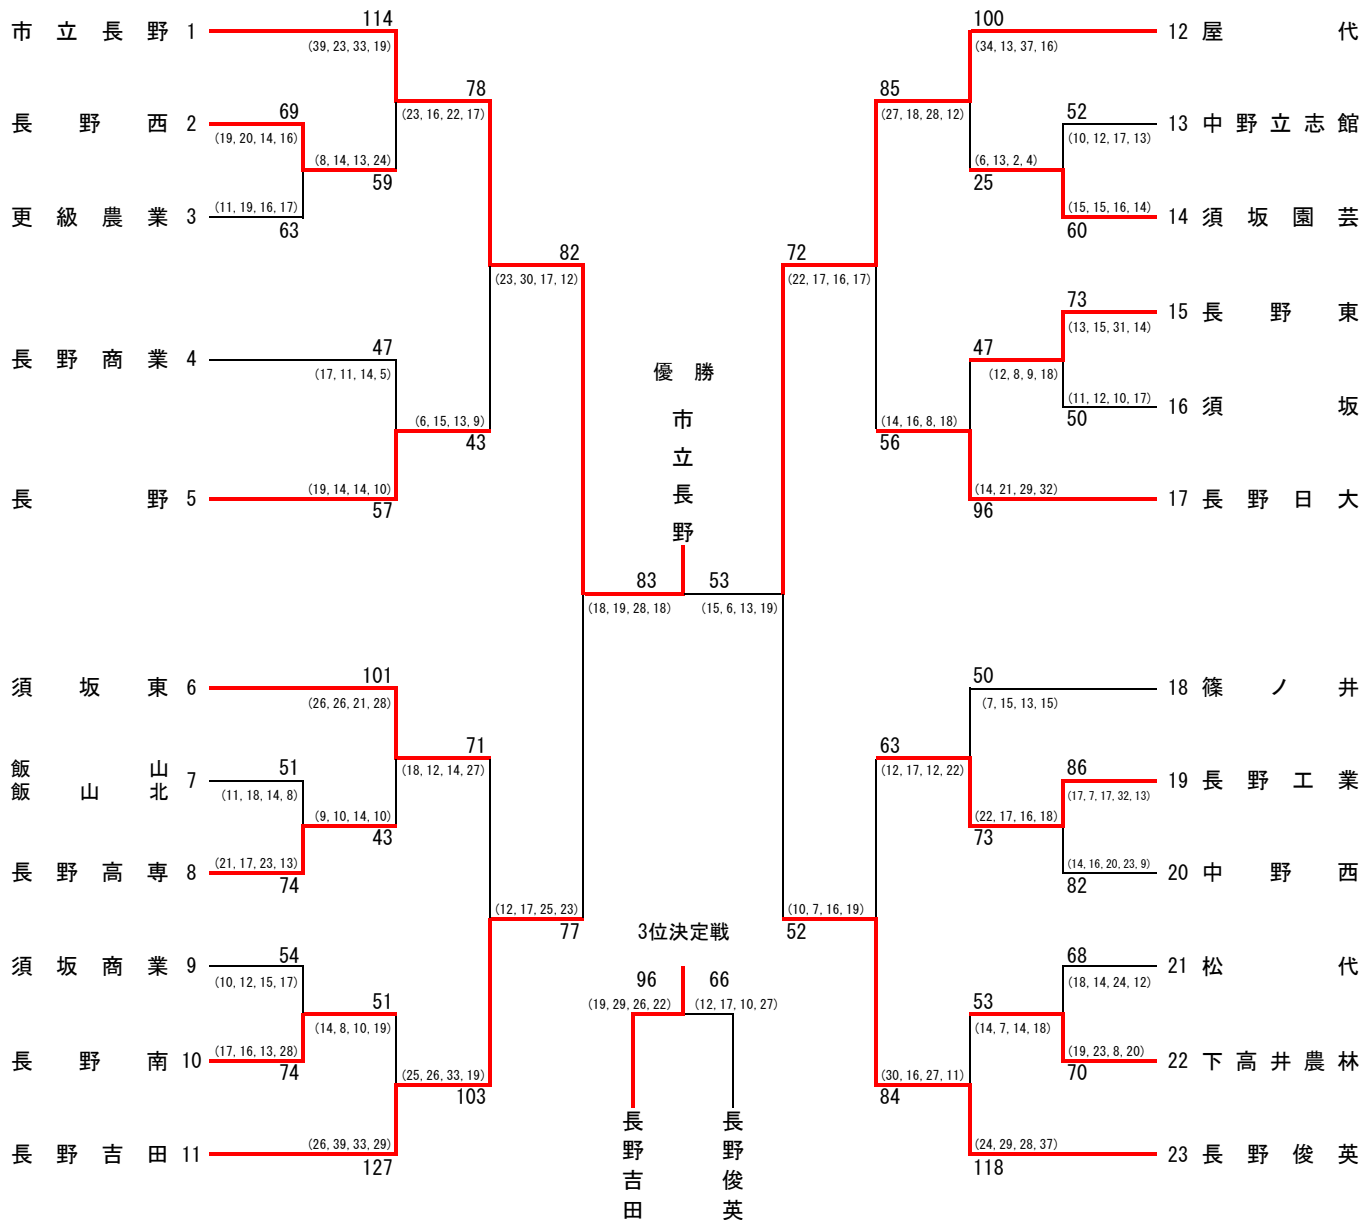 市立長野 1
114
(39, 23, 33, 19)
78
(23, 16, 22, 17)
長野西 2
69
(19, 20, 14, 16)
(8, 14, 13, 24)
59
更級農業 3
(11, 19, 16, 17)
63
82
(23, 30, 17, 12)
長野商業 4
47
(17, 11, 14, 5)
(6, 15, 13, 9)
43
長野 5
(19, 14, 14, 10)
57
須坂東 6
101
(26, 26, 21, 28)
71
(18, 12, 14, 27)
飯山
飯山北 7
51
(11, 18, 14, 8)
(9, 10, 14, 10)
43
長野高専 8
(21, 17, 23, 13)
74
(12, 17, 25, 23)
77
須坂商業 9
54
(10, 12, 15, 17)
51
(14, 8, 10, 19)
長野南 10
(17, 16, 13, 28)
74
(25, 26, 33, 19)
103
長野吉田 11
(26, 39, 33, 29)
127
優勝
市立長野
83
(18, 19, 28, 18)
53
(15, 6, 13, 19)
3位決定戦
96
(19, 29, 26, 22)
66
(12, 17, 10, 27)
長野吉田
長野俊英
100
(34, 13, 37, 16)
12 屋代
85
(27, 18, 28, 12)
52
(10, 12, 17, 13)
13 中野立志館
(6, 13, 2, 4)
25
(15, 15, 16, 14)
60
14 須坂園芸
72
(22, 17, 16, 17)
73
(13, 15, 31, 14)
15 長野東
47
(12, 8, 9, 18)
(11, 12, 10, 17)
50
16 須坂
(14, 16, 8, 18)
56
(14, 21, 29, 32)
96
17 長野日大
50
(7, 15, 13, 15)
18 篠ノ井
63
(12, 17, 12, 22)
86
(17, 7, 17, 32, 13)
19 長野工業
(22, 17, 16, 18)
73
(14, 16, 20, 23, 9)
82
20 中野西
(10, 7, 16, 19)
52
68
(18, 14, 24, 12)
21 松代
53
(14, 7, 14, 18)
(19, 23, 8, 20)
70
22 下高井農林
(30, 16, 27, 11)
84
(24, 29, 28, 37)
118
23 長野俊英